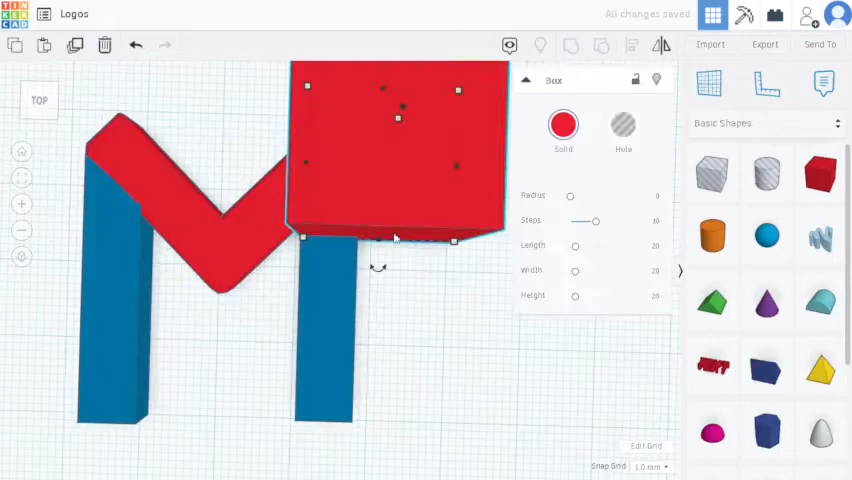 TIN
KER
CAD
Logos
All changes saved
Import
Export
Send To
TOP
Box
Solid
Hole
Radius
0
Steps
10
Length
20
Width
20
Height
20
Basic Shapes
Edit Grid
Snap Grid
1.0 mm